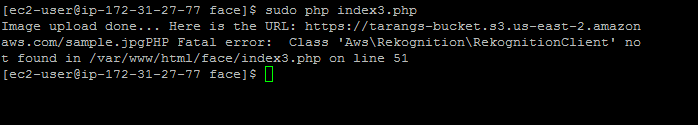 [ec2-user@ip-172-31-27-77 face]$ sudo php index3.php
Image upload done... Here is the URL: https://tarangs-bucket.s3.us-east-2.amazon
aws.com/sample.jpgPHP Fatal error:  Class 'Aws\Rekognition\RekognitionClient' no
t found in /var/www/html/face/index3.php on line 51
[ec2-user@ip-172-31-27-77 face]$